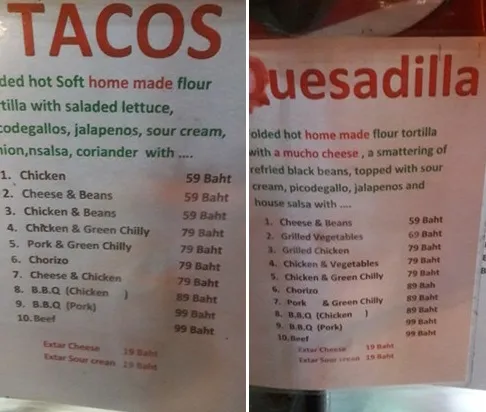 TACOS
ded hot Soft home made flour
rtilla with saladed lettuce,
codegallos, jalapenos, sour cream,
nion,nsalsa, coriander with ....
1. Chicken 59 Baht
2. Cheese & Beans 59 Baht
3. Chicken & Beans 59 Baht
4. Chicken & Green Chilly 79 Baht
5. Pork & Green Chilly 79 Baht
6. Chorizo 79 Baht
7. Cheese & Chicken 79 Baht
8. B.B.Q (Chicken ) 89 Baht
9. B.B.Q (Pork) 99 Baht
10. Beef 99 Baht
Extar Cheese 19 Baht
Extar Sour crean 19 Baht
Quesadilla
olded hot home made flour tortilla
with a mucho cheese , a smattering of
refried black beans, topped with sour
cream, picodegallo, jalapenos and
house salsa with ....
1. Cheese & Beans 59 Baht
2. Grilled Vegetables 69 Baht
3. Grilled Chicken 79 Baht
4. Chicken & Vegetables 79 Baht
5. Chicken & Green Chilly 79 Baht
6. Chorizo 89 Bah
7. Pork & Green Chilly 89 Baht
8. B.B.Q (Chicken ) 89 Baht
9. B.B.Q (Pork) 99 Baht
10. Beef 99 Baht
Extar Cheese 19 Baht
Extar Sour crean 19 Baht